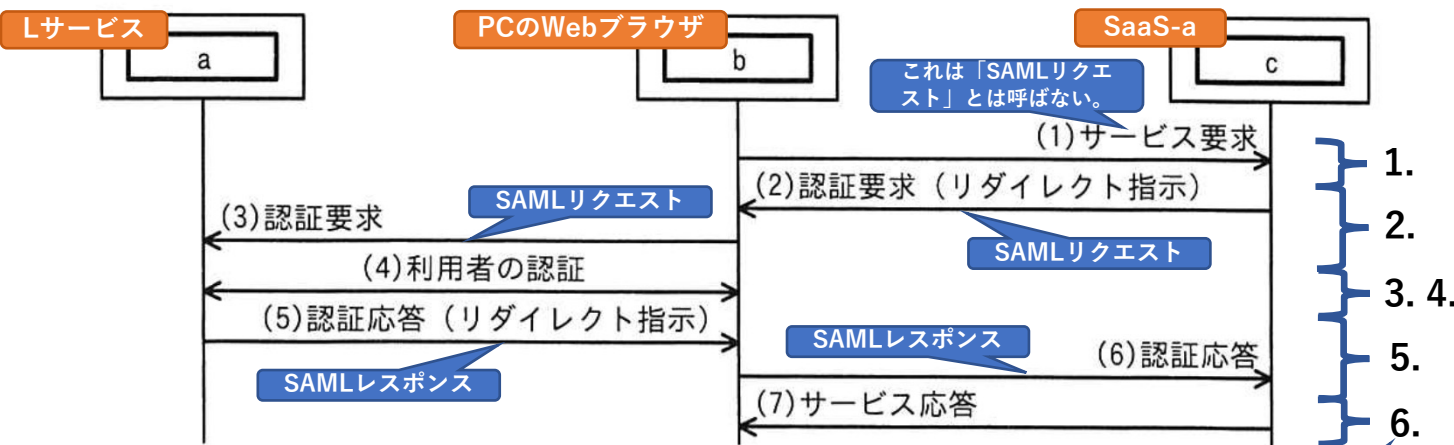 Lサービス
PCのWebブラウザ
SaaS-a
a
b
c
これは「SAMLリクエ
スト」とは呼ばない。
(1)サービス要求
1.
(2)認証要求（リダイレクト指示）
SAMLリクエスト
(3)認証要求
SAMLリクエスト
2.
(4)利用者の認証
3. 4.
(5)認証応答（リダイレクト指示）
SAMLレスポンス
SAMLレスポンス
(6)認証応答
5.
(7)サービス応答
6.